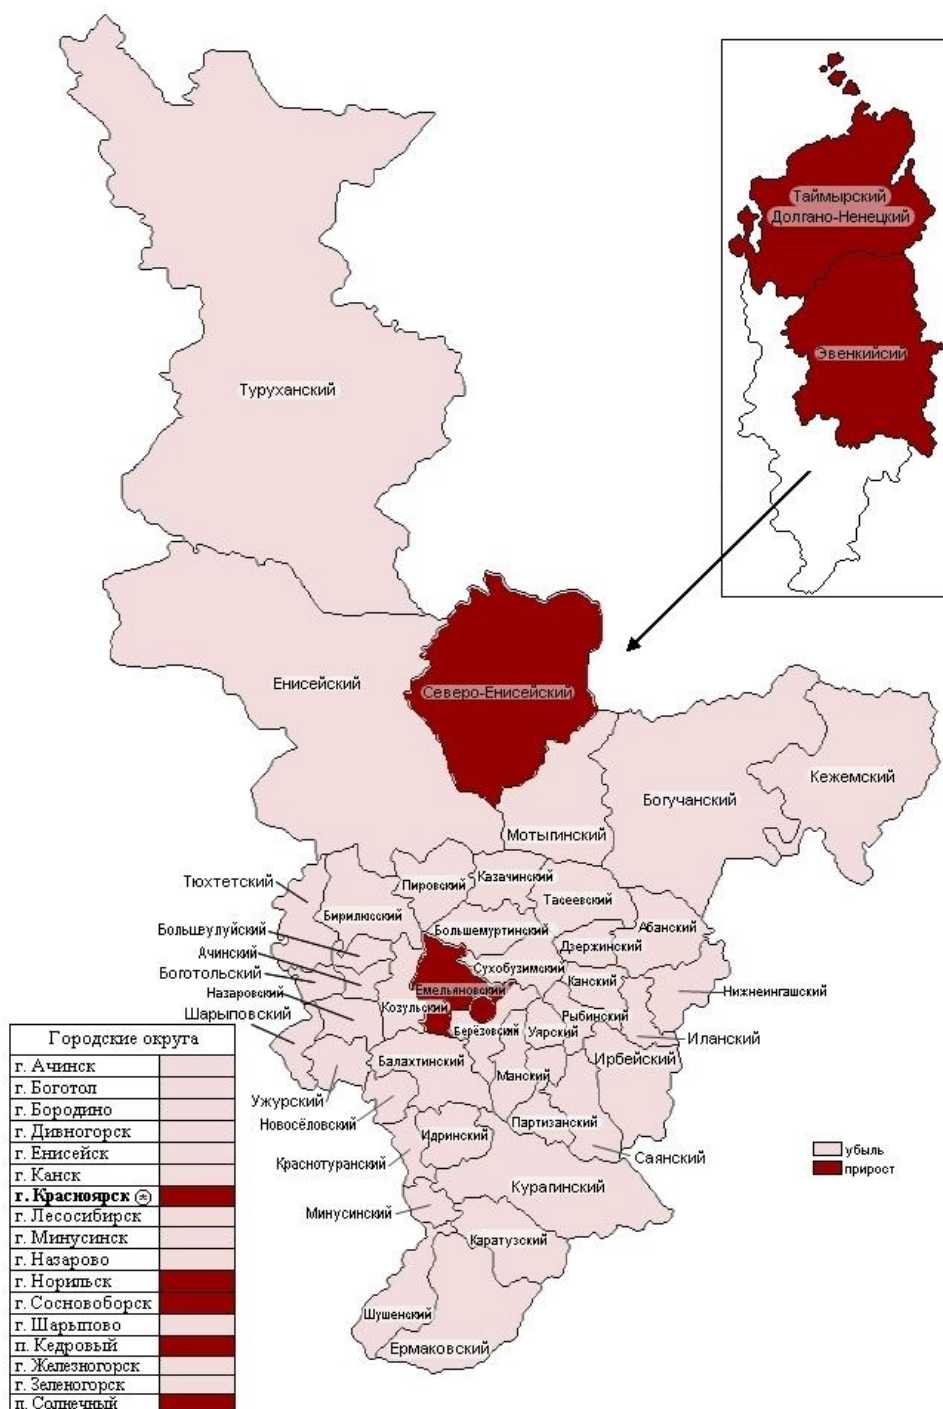 Таймырский
Долгано-Ненецкий
Эвенкийсий
Туруханский
Енисейский
Северо-Енисейский
Кежемский
Богучанский
Мотыгинский
Тюхтетский
Пировский
Казачинский
Тасеевский
Бирилюсский
Большвулуйский
Большемуртинский
Абанский
Дзержинский
Ачинский
Сухобузимский
Боготольский
Емельяновский
Канский
Нижнеингашский
Назаровский
Козульский
Рыбинский
Шарыповский
Берёзовский
Уярский
Иланский
Балахтинский
Манский
Ирбейский
Ужурский
Новосёловский
Партизанский
Идринский
Саянский
Краснотуранский
Курагинский
Минусинский
Каратузский
Шушенский
Ермаковский
убыль
прирост
Городские округа
г. Ачинск
г. Боготол
г. Бородино
г. Дивногорск
г. Енисейск
г. Канск
г. Красноярск
г. Лесосибирск
г. Минусинск
г. Назарово
г. Норильск
г. Сосновоборск
г. Шарыпово
п. Кедровый
г. Железногорск
г. Зеленогорск
п. Солнечный